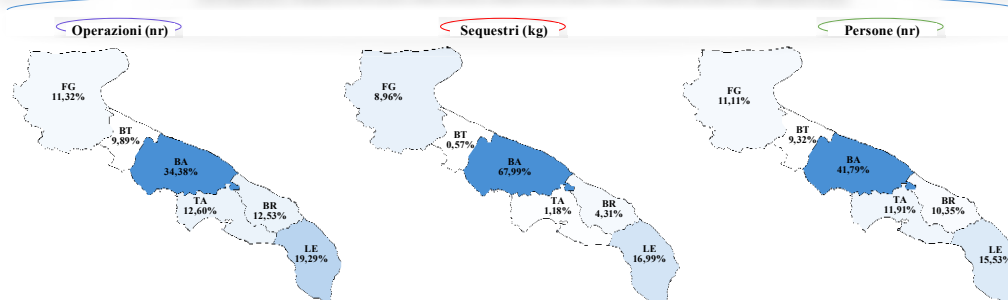 Operazioni (nr)
FG
11,32%
BT
9,89%
BA
34,38%
TA
12,60%
BR
12,53%
LE
19,29%
Sequestri (kg)
FG
8,96%
BT
0,57%
BA
67,99%
TA
1,18%
BR
4,31%
LE
16,99%
Persone (nr)
FG
11,11%
BT
9,32%
BA
41,79%
TA
11,91%
BR
10,35%
LE
15,53%